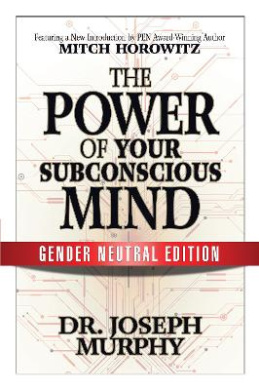 Featuring a New Introduction by PEN Award-Winning Author
MITCH HOROWITZ
THE
POWER
OF YOUR
SUBCONSCIOUS
MIND
GENDER NEUTRAL EDITION
DR. JOSEPH
MURPHY